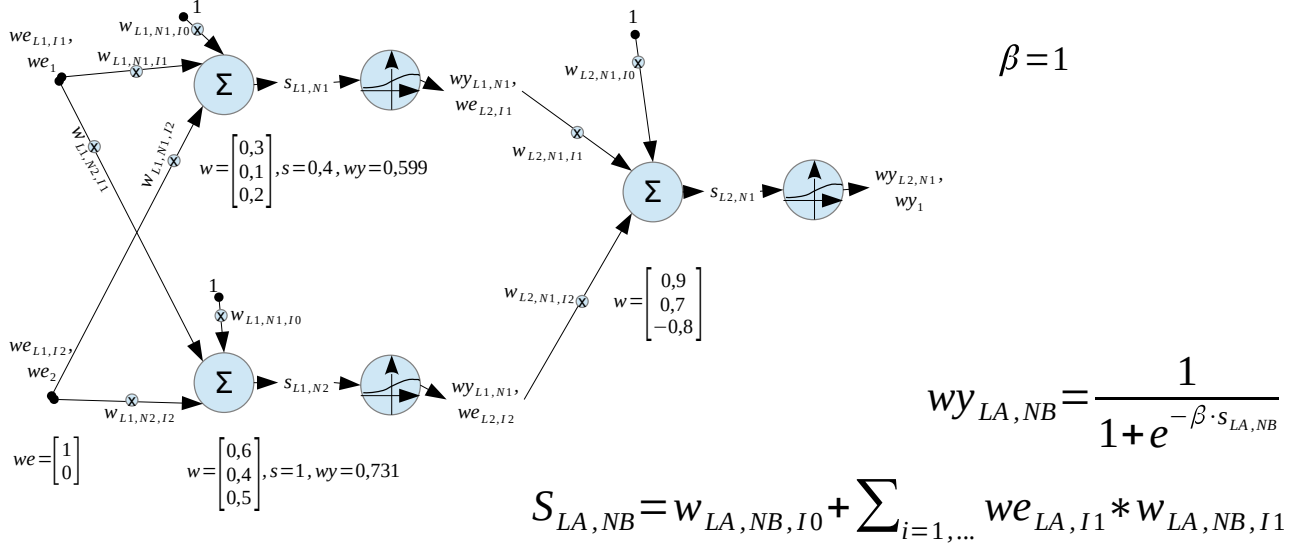 1
w_{L1,N1,I0}
we_{L1,I1},
we_1
w_{L1,N1,I1}
Σ
s_{L1,N1}
wy_{L1,N1},
we_{L2,I1}
w_{L1,N2,I1}
w_{L1,N1,I2}
w=[0,3 0,1 0,2], s=0,4, wy=0,599
1
w_{L2,N1,I0}
w_{L2,N1,I1}
Σ
s_{L2,N1}
wy_{L2,N1},
wy_1
β=1
w_{L2,N1,I2}
w=[0,9 0,7 −0,8]
1
w_{L1,N1,I0}
we_{L1,I2},
we_2
w_{L1,N2,I2}
Σ
s_{L1,N2}
wy_{L1,N1},
we_{L2,I2}
we=[1 0]
w=[0,6 0,4 0,5], s=1, wy=0,731
wy_{LA,NB}=1/(1+e^{−β·s_{LA,NB}})
S_{LA,NB}=w_{LA,NB,I0}+∑_{i=1,...} we_{LA,I1}*w_{LA,NB,I1}